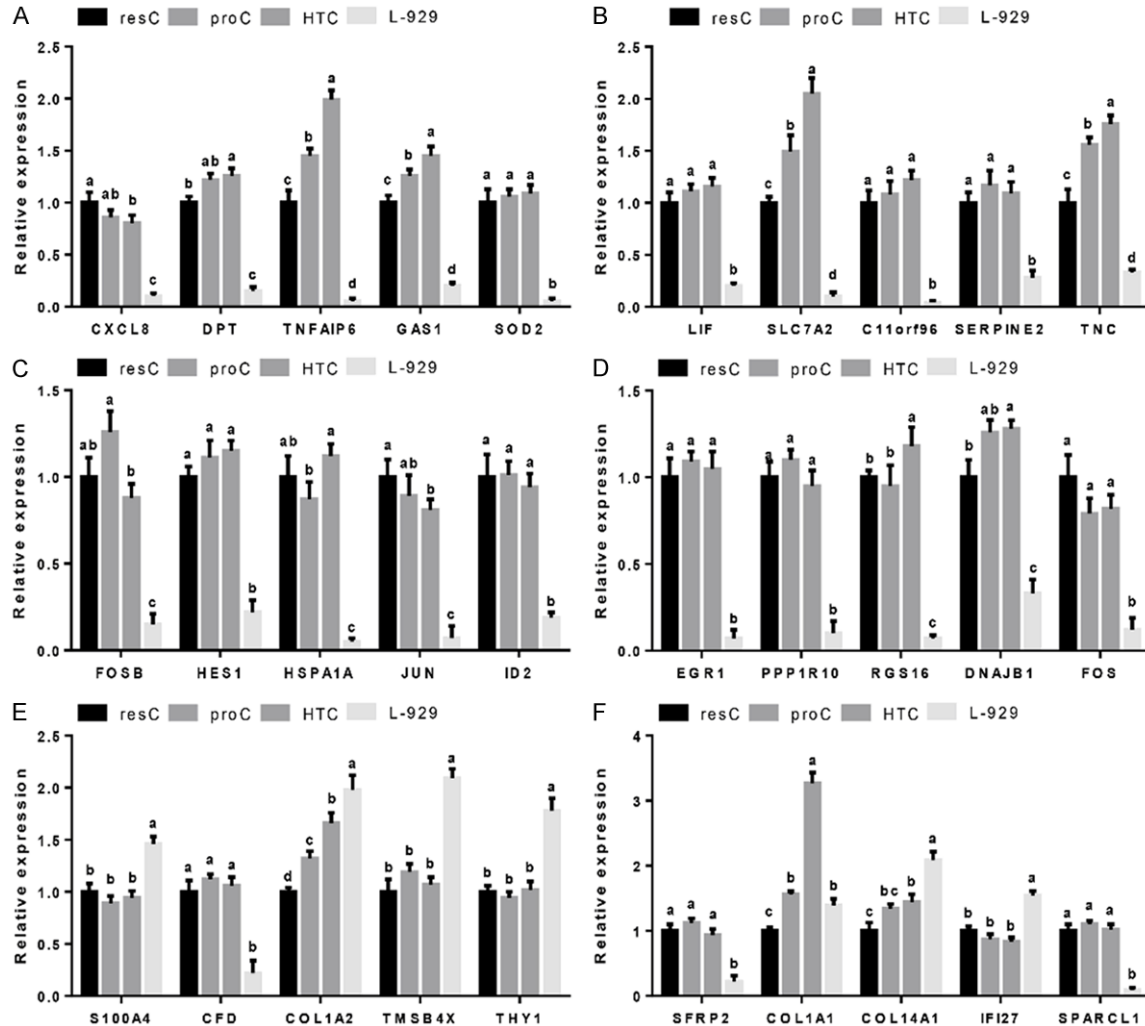 A resC proC HTC L-929
Relative expression
2.5
2.0
1.5
1.0
0.5
0.0
a ab b c
b ab a c
c b a d
c b a d
a a a b
CXCL8 DPT TNFAIP6 GAS1 SOD2
B resC proC HTC L-929
Relative expression
2.5
2.0
1.5
1.0
0.5
0.0
a a a b
c b a d
a a a b
a a a b
c b a d
LIF SLC7A2 C11orf96 SERPINE2 TNC
C resC proC HTC L-929
Relative expression
1.5
1.0
0.5
0.0
ab a b c
a a a b
ab b a c
a ab b c
a a a b
FOSB HES1 HSPA1A JUN ID2
D resC proC HTC L-929
Relative expression
1.5
1.0
0.5
0.0
a a a b
a a a b
b b a c
b ab a c
a a a b
EGR1 PPP1R10 RGS16 DNAJB1 FOS
E resC proC HTC L-929
Relative expression
2.5
2.0
1.5
1.0
0.5
0.0
b b b a
a a a b
d c b a
b b b a
b b b a
S100A4 CFD COL1A2 TMSB4X THY1
F resC proC HTC L-929
Relative expression
4
3
2
1
0
a a a b
c b a b
c bc b a
b b b a
a a a b
SFRP2 COL1A1 COL14A1 IFI27 SPARCL1